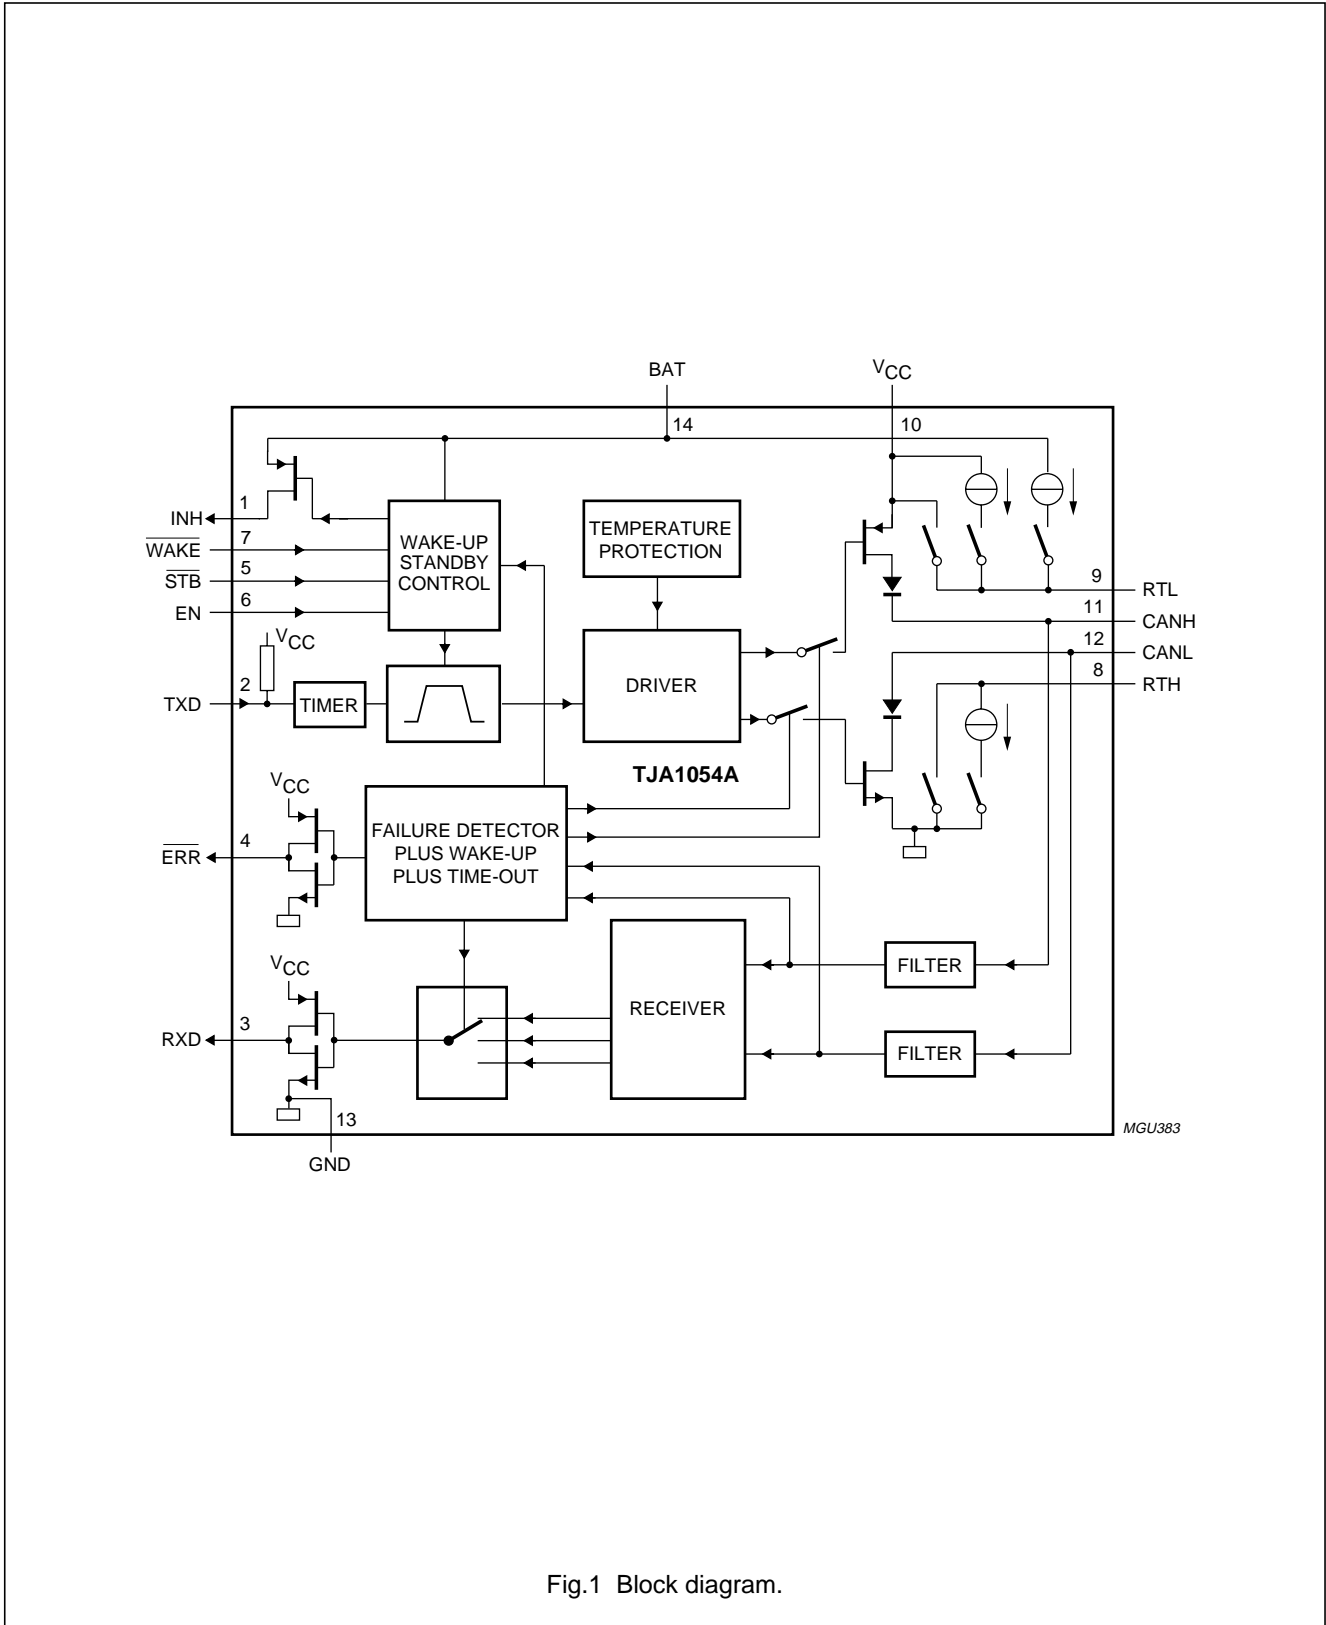 BAT
VCC
14
10
1
INH
7
WAKE
5
STB
6
EN
WAKE-UP
STANDBY
CONTROL
TEMPERATURE
PROTECTION
9
RTL
11
CANH
12
CANL
8
RTH
VCC
2
TXD
TIMER
DRIVER
TJA1054A
VCC
4
ERR
FAILURE DETECTOR
PLUS WAKE-UP
PLUS TIME-OUT
VCC
3
RXD
RECEIVER
FILTER
FILTER
13
GND
MGU383
Fig.1 Block diagram.